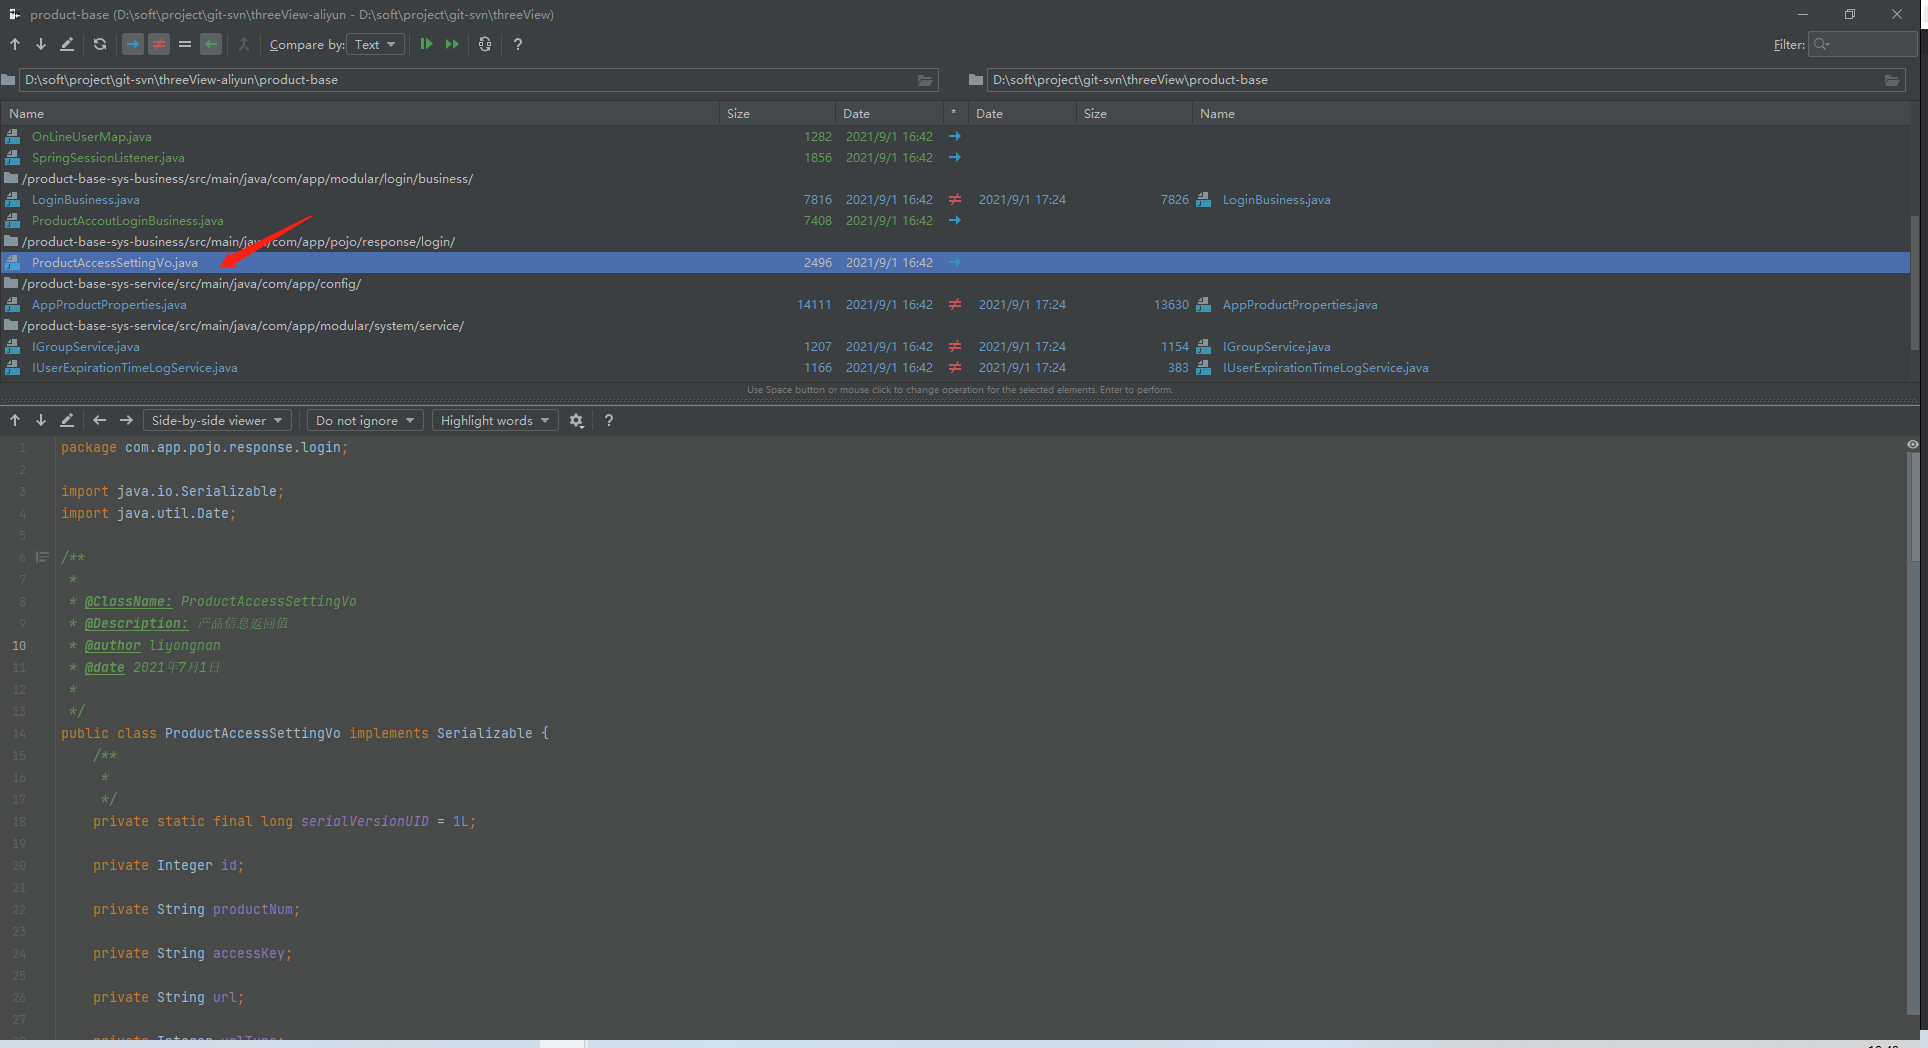 product-base (D:\soft\project\git-svn\threeView-aliyun - D:\soft\project\git-svn\threeView)
Compare by: Text ?
Filter:
D:\soft\project\git-svn\threeView-aliyun\product-base D:\soft\project\git-svn\threeView\product-base
Name Size Date * Date Size Name
OnLineUserMap.java 1282 2021/9/1 16:42
SpringSessionListener.java 1856 2021/9/1 16:42
/product-base-sys-business/src/main/java/com/app/modular/login/business/
LoginBusiness.java 7816 2021/9/1 16:42 ≠ 2021/9/1 17:24 7826 LoginBusiness.java
ProductAccoutLoginBusiness.java 7408 2021/9/1 16:42
/product-base-sys-business/src/main/java/com/app/pojo/response/login/
ProductAccessSettingVo.java 2496 2021/9/1 16:42
/product-base-sys-service/src/main/java/com/app/config/
AppProductProperties.java 14111 2021/9/1 16:42 ≠ 2021/9/1 17:24 13630 AppProductProperties.java
/product-base-sys-service/src/main/java/com/app/modular/system/service/
IGroupService.java 1207 2021/9/1 16:42 ≠ 2021/9/1 17:24 1154 IGroupService.java
IUserExpirationTimeLogService.java 1166 2021/9/1 16:42 ≠ 2021/9/1 17:24 383 IUserExpirationTimeLogService.java
Use Space button or mouse click to change operation for the selected elements. Enter to perform.
Side-by-side viewer Do not ignore Highlight words ?
1 package com.app.pojo.response.login;
2
3 import java.io.Serializable;
4 import java.util.Date;
5
6 /**
7 *
8 * @ClassName: ProductAccessSettingVo
9 * @Description: 产品信息返回值
10 * @author liyongnan
11 * @date 2021年7月1日
12 *
13 */
14 public class ProductAccessSettingVo implements Serializable {
15 /**
16 *
17 */
18 private static final long serialVersionUID = 1L;
19
20 private Integer id;
21
22 private String productNum;
23
24 private String accessKey;
25
26 private String url;
27